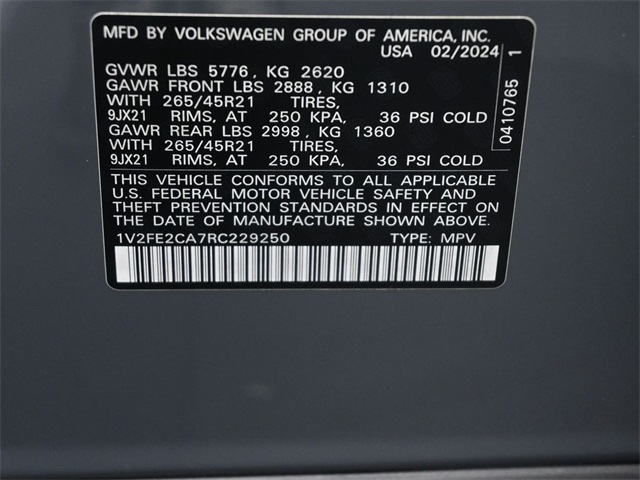 MFD BY VOLKSWAGEN GROUP OF AMERICA, INC.
USA 02/2024
GVWR LBS 5776, KG 2620
GAWR FRONT LBS 2888, KG 1310
WITH 265/45R21 TIRES,
9JX21 RIMS, AT 250 KPA, 36 PSI COLD
GAWR REAR LBS 2998, KG 1360
WITH 265/45R21 TIRES,
9JX21 RIMS, AT 250 KPA, 36 PSI COLD
THIS VEHICLE CONFORMS TO ALL APPLICABLE
U.S. FEDERAL MOTOR VEHICLE SAFETY AND
THEFT PREVENTION STANDARDS IN EFFECT ON
THE DATE OF MANUFACTURE SHOWN ABOVE.
1V2FE2CA7RC229250 TYPE: MPV
0410765 1